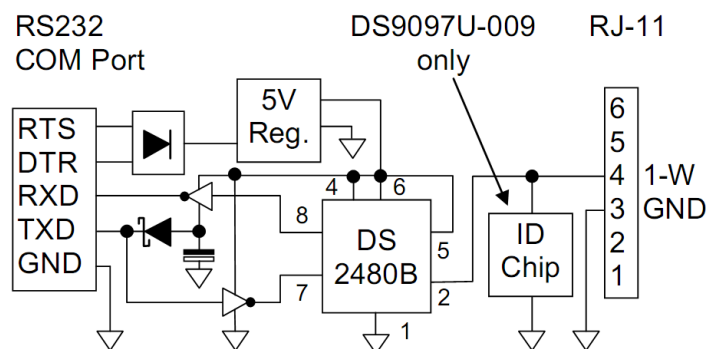 RS232
COM Port
DS9097U-009
only
RJ-11
RTS
DTR
RXD
TXD
GND
5V
Reg.
4
6
8
7
DS
2480B
5
2
1
ID
Chip
6
5
4
3
2
1
1-W
GND